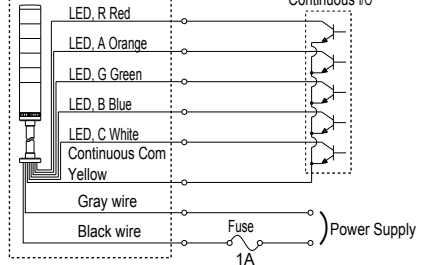 Continuous I/O
LED, R Red
LED, A Orange
LED, G Green
LED, B Blue
LED, C White
Continuous Com
Yellow
Gray wire
Black wire
Fuse
1A
Power Supply